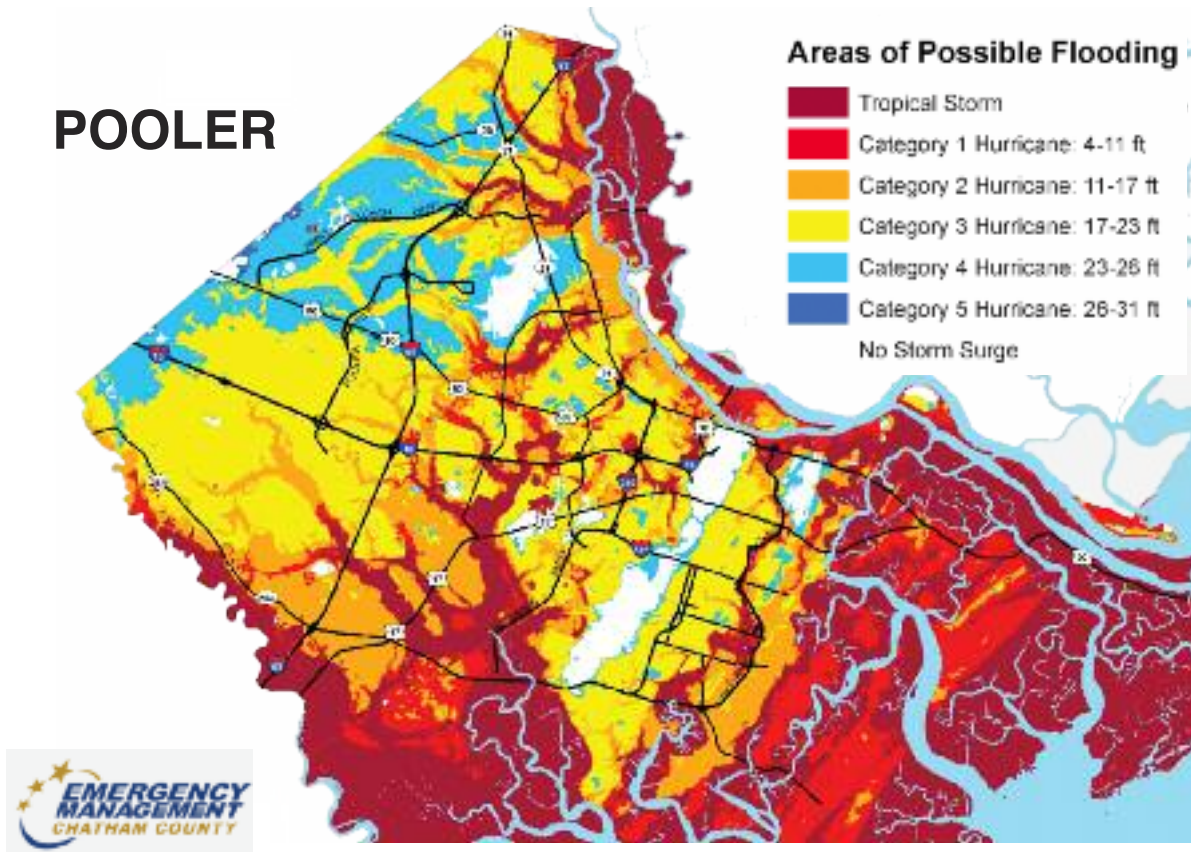 Areas of Possible Flooding
POOLER
Tropical Storm
Category 1 Hurricane: 4-11 ft
Category 2 Hurricane: 11-17 ft
Category 3 Hurricane: 17-23 ft
Category 4 Hurricane: 23-26 ft
Category 5 Hurricane: 26-31 ft
No Storm Surge
EMERGENCY
MANAGEMENT
CHATHAM COUNTY